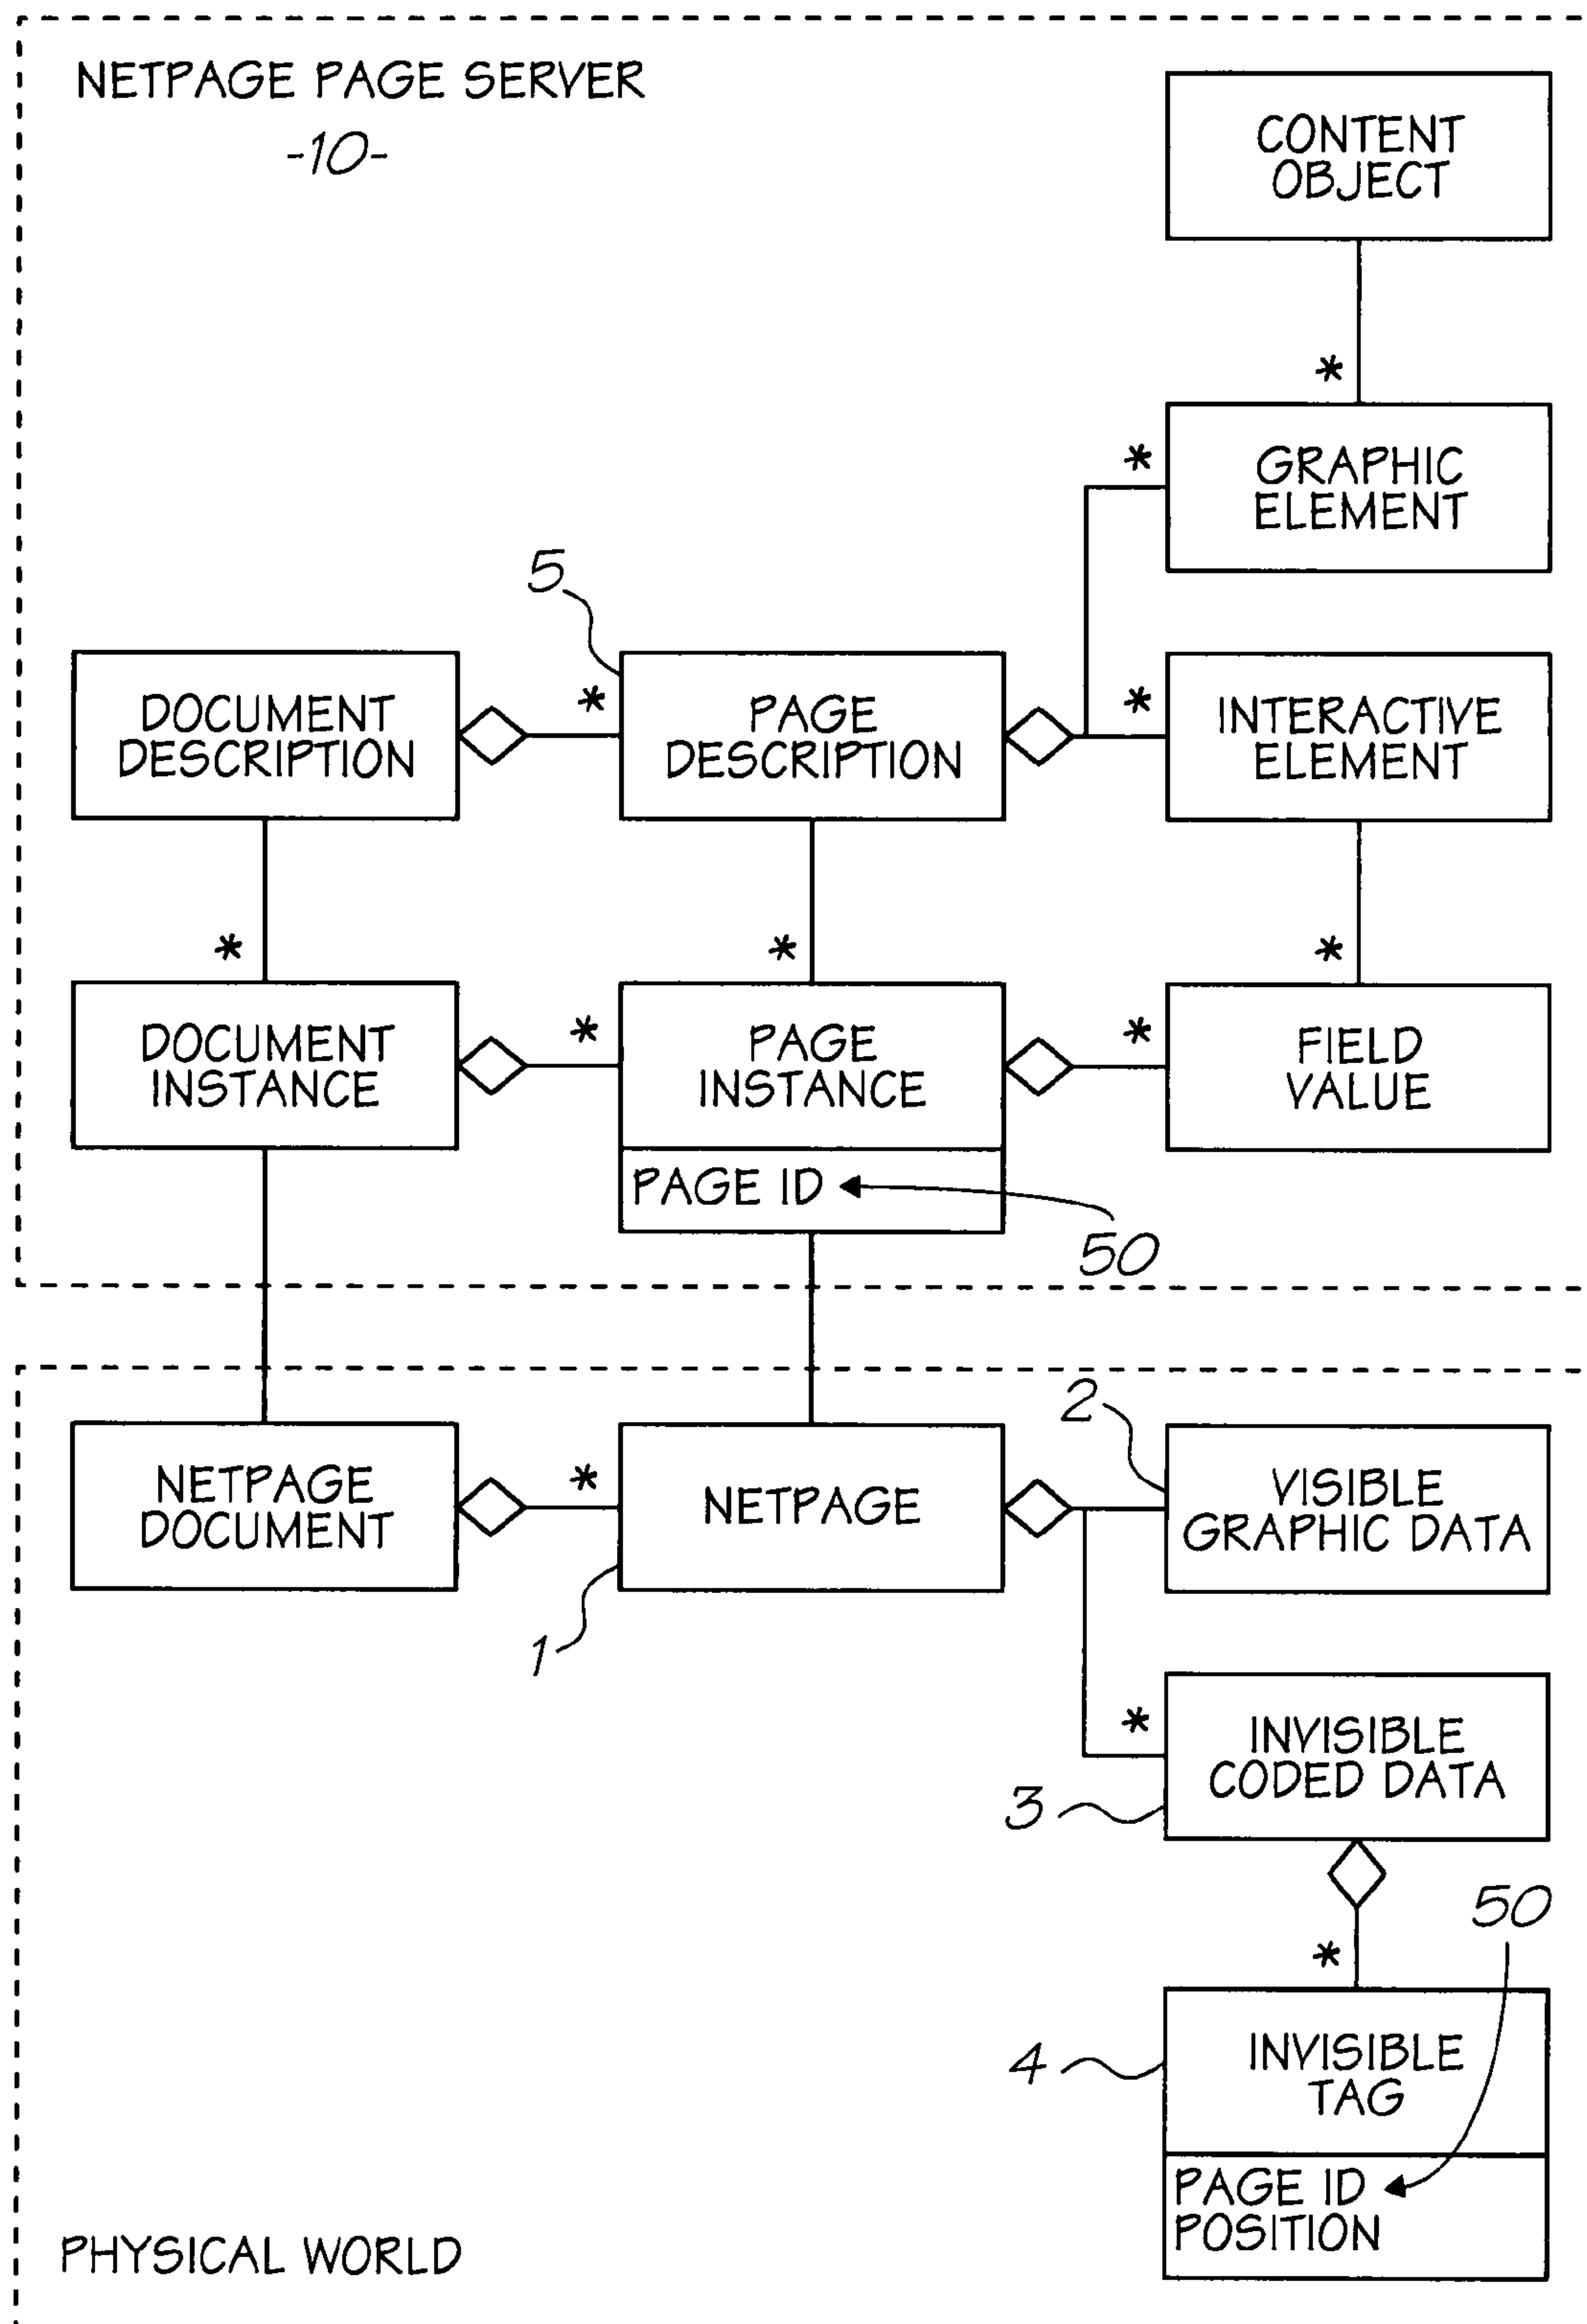 NETPAGE PAGE SERVER
-10-
CONTENT
OBJECT
*
*
GRAPHIC
ELEMENT
5
DOCUMENT
DESCRIPTION
*
PAGE
DESCRIPTION
*
INTERACTIVE
ELEMENT
*
*
*
DOCUMENT
INSTANCE
*
PAGE
INSTANCE
*
FIELD
VALUE
PAGE ID
50
2
NETPAGE
DOCUMENT
*
NETPAGE
VISIBLE
GRAPHIC DATA
1
*
INVISIBLE
CODED DATA
3
50
*
4
INVISIBLE
TAG
PAGE ID
POSITION
PHYSICAL WORLD